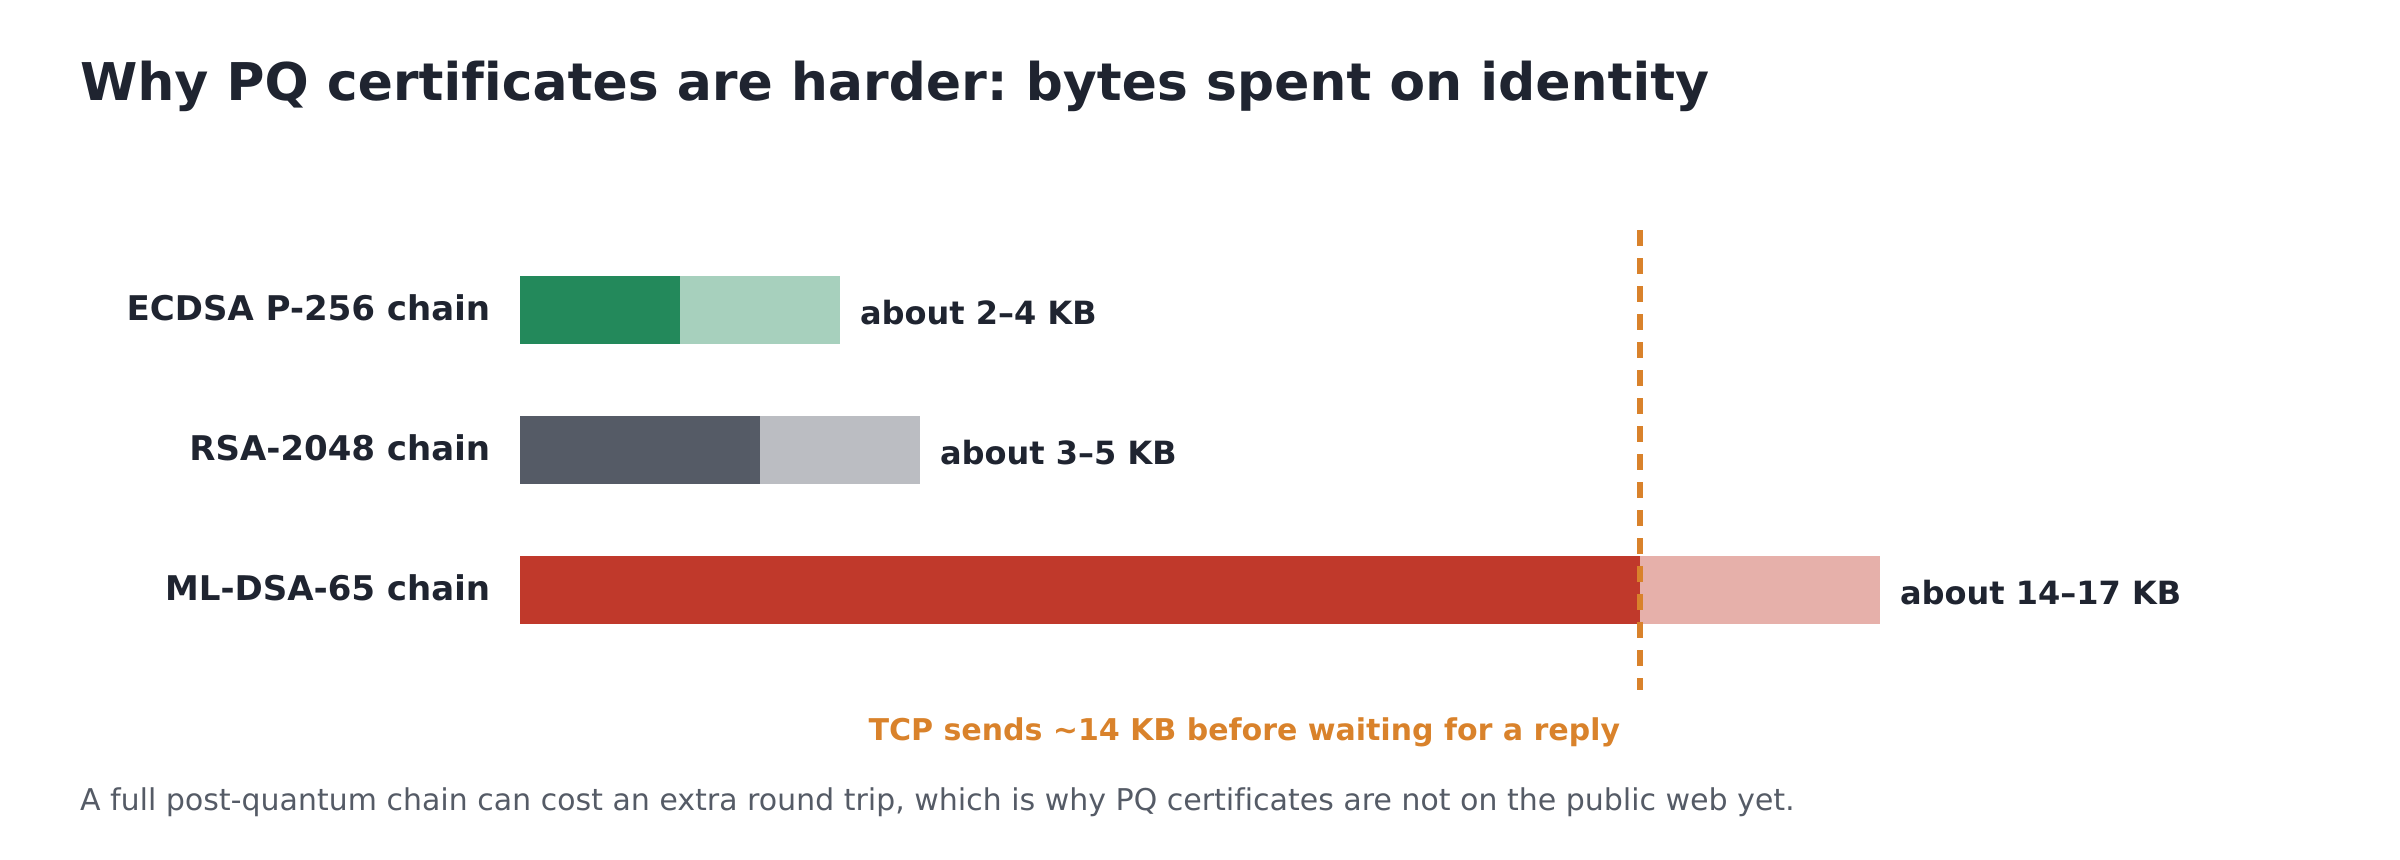 Why PQ certificates are harder: bytes spent on identity
ECDSA P-256 chain
about 2–4 KB
RSA-2048 chain
about 3–5 KB
ML-DSA-65 chain
about 14–17 KB
TCP sends ~14 KB before waiting for a reply
A full post-quantum chain can cost an extra round trip, which is why PQ certificates are not on the public web yet.